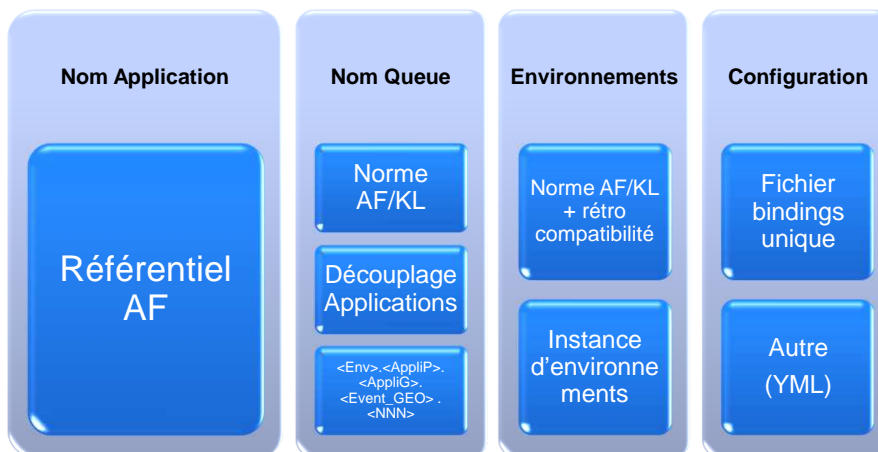 Nom Application
Référentiel
AF
Nom Queue
Norme
AF/KL
Découplage
Applications
<Env>.<AppliP>.
<AppliG>.
<Event_GEO> .
<NNN>
Environnements
Norme AF/KL
+ rétro
compatibilité
Instance
d’environne
ments
Configuration
Fichier
bindings
unique
Autre
(YML)